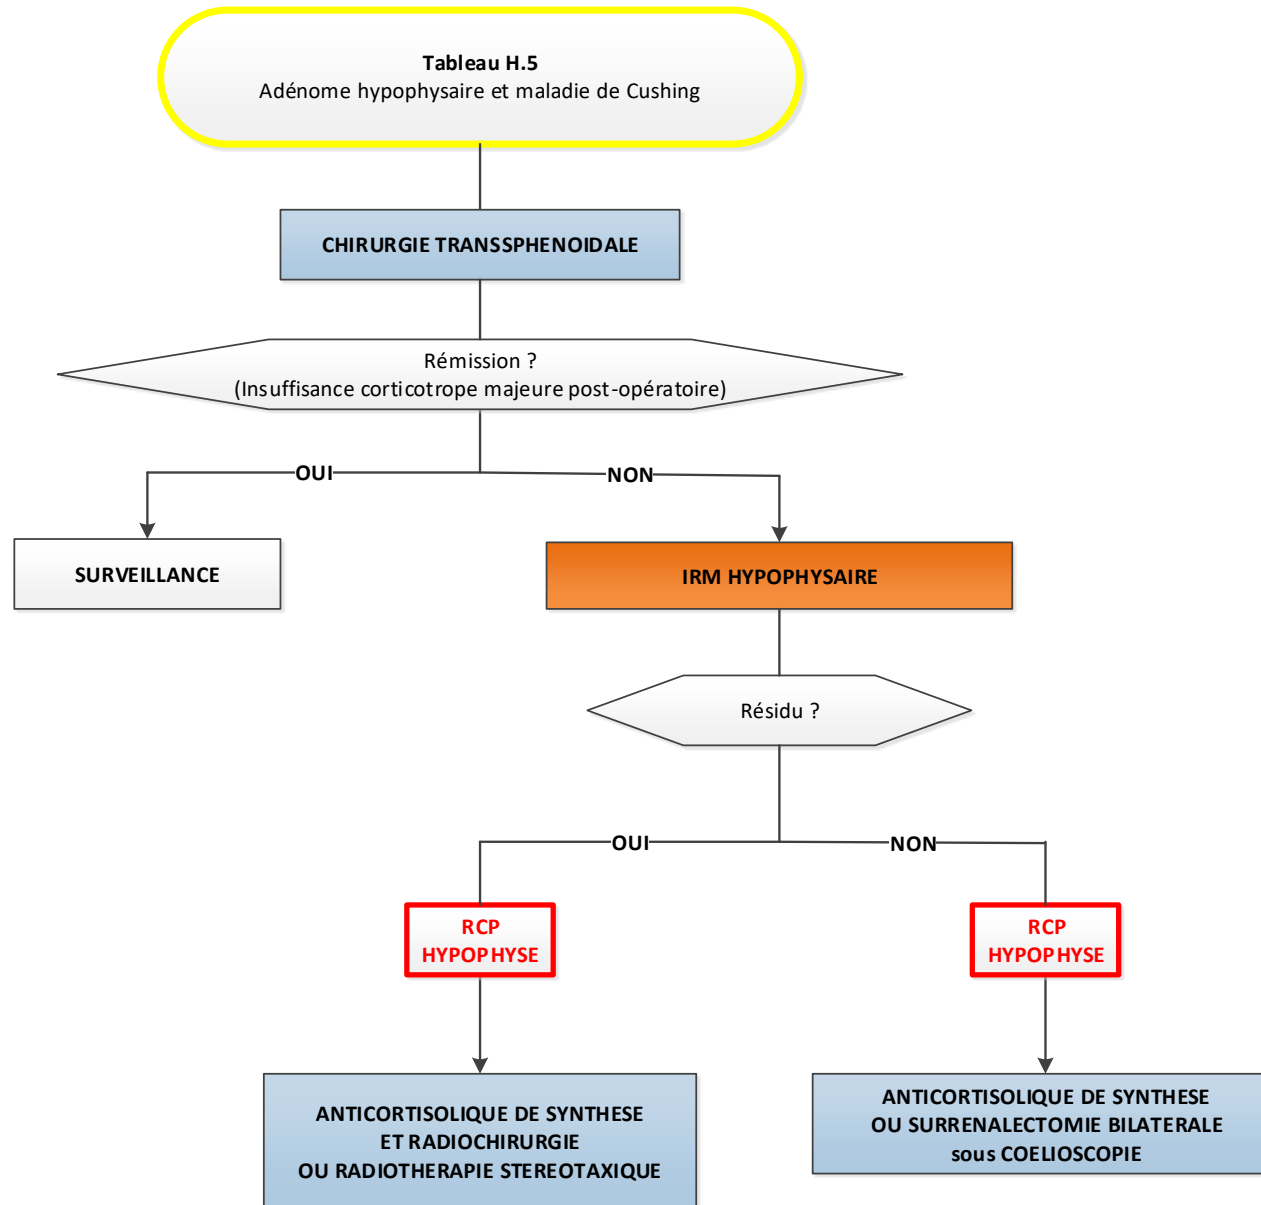 Tableau H.5
Adénome hypophysaire et maladie de Cushing
CHIRURGIE TRANSSPHENOIDALE
Rémission ?
(Insuffisance corticotrope majeure post-opératoire)
OUI
NON
SURVEILLANCE
IRM HYPOPHYSAIRE
Résidu ?
OUI
NON
RCP
HYPOPHYSE
RCP
HYPOPHYSE
ANTICORTISOLIQUE DE SYNTHESE
ET RADIOCHIRURGIE
OU RADIOTHERAPIE STEREOTAXIQUE
ANTICORTISOLIQUE DE SYNTHESE
OU SURRENALECTOMIE BILATERALE
sous COELIOSCOPIE